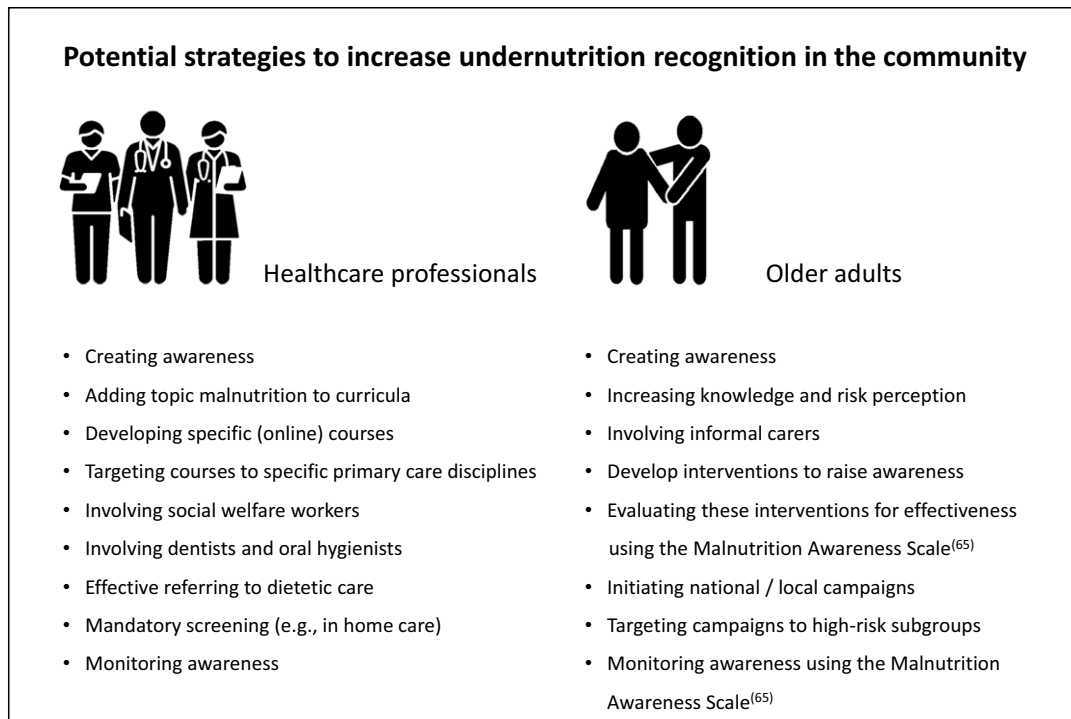 Potential strategies to increase undernutrition recognition in the community
Healthcare professionals
• Creating awareness
• Adding topic malnutrition to curricula
• Developing specific (online) courses
• Targeting courses to specific primary care disciplines
• Involving social welfare workers
• Involving dentists and oral hygienists
• Effective referring to dietetic care
• Mandatory screening (e.g., in home care)
• Monitoring awareness
Older adults
• Creating awareness
• Increasing knowledge and risk perception
• Involving informal carers
• Develop interventions to raise awareness
• Evaluating these interventions for effectiveness
using the Malnutrition Awareness Scale(65)
• Initiating national / local campaigns
• Targeting campaigns to high-risk subgroups
• Monitoring awareness using the Malnutrition
Awareness Scale(65)